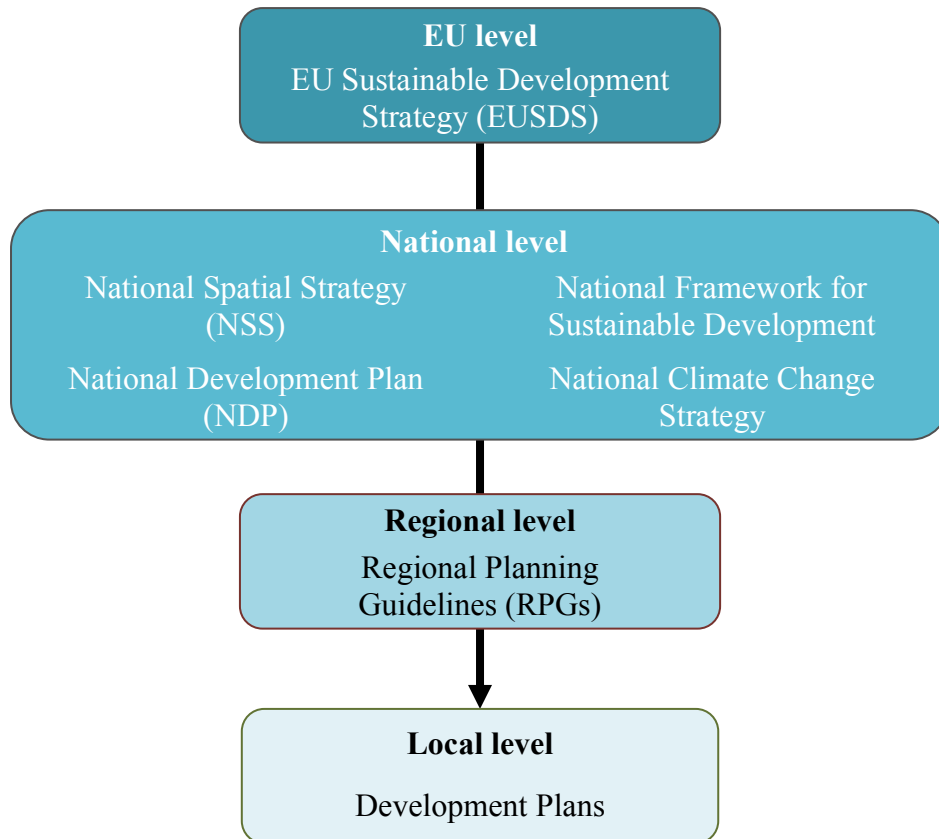 EU level
EU Sustainable Development
Strategy (EUSDS)
National level
National Spatial Strategy
(NSS)
National Framework for
Sustainable Development
National Development Plan
(NDP)
National Climate Change
Strategy
Regional level
Regional Planning
Guidelines (RPGs)
Local level
Development Plans